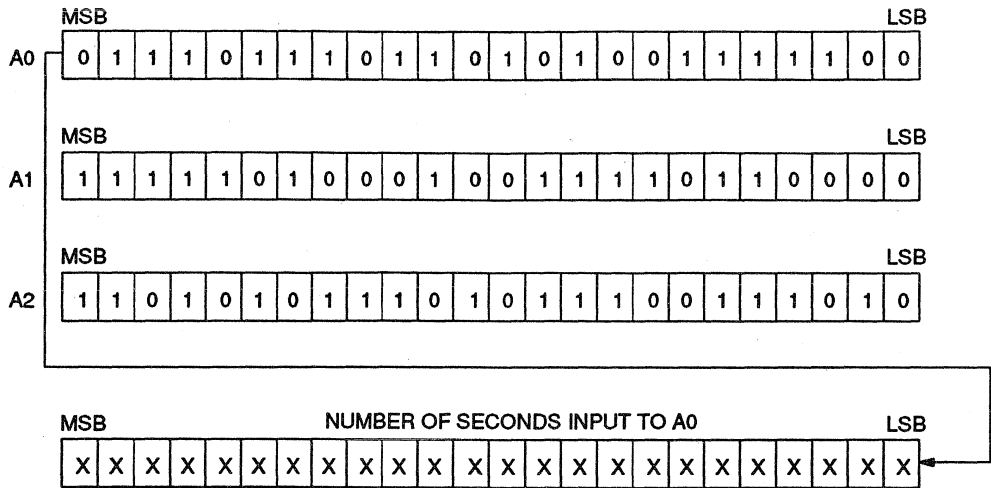 MSB LSB
A0 0 1 1 1 0 1 1 1 0 1 1 0 1 0 1 0 0 1 1 1 1 1 0 0
MSB LSB
A1 1 1 1 1 1 0 1 0 0 0 1 0 0 1 1 1 1 0 1 1 0 0 0 0
MSB LSB
A2 1 1 0 1 0 1 0 1 1 1 0 1 0 1 1 1 0 0 1 1 1 0 1 0
MSB NUMBER OF SECONDS INPUT TO A0 LSB
X X X X X X X X X X X X X X X X X X X X X X X X